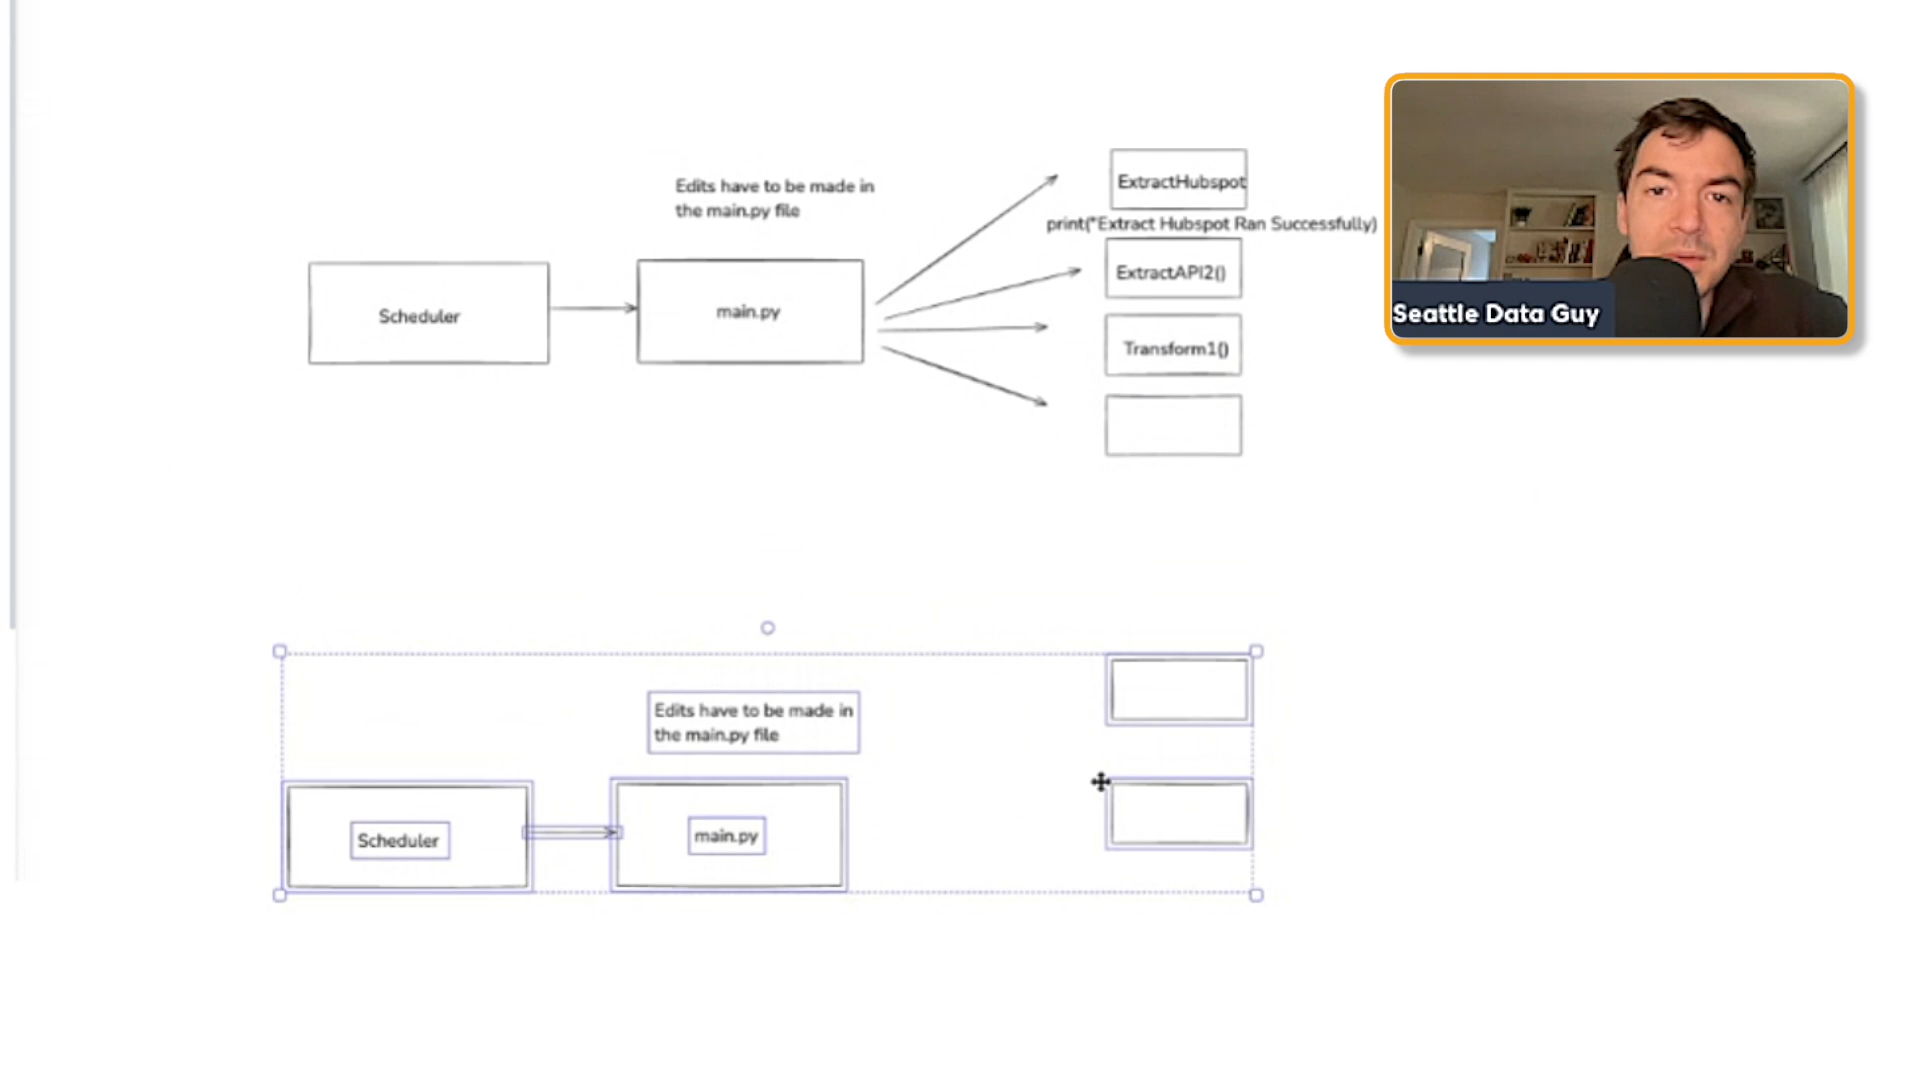 Edits have to be made in
the main.py file
Scheduler
main.py
ExtractHubspot
print("Extract Hubspot Ran Successfully)
ExtractAPI2()
Transform1()
Seattle Data Guy
Edits have to be made in
the main.py file
Scheduler
main.py